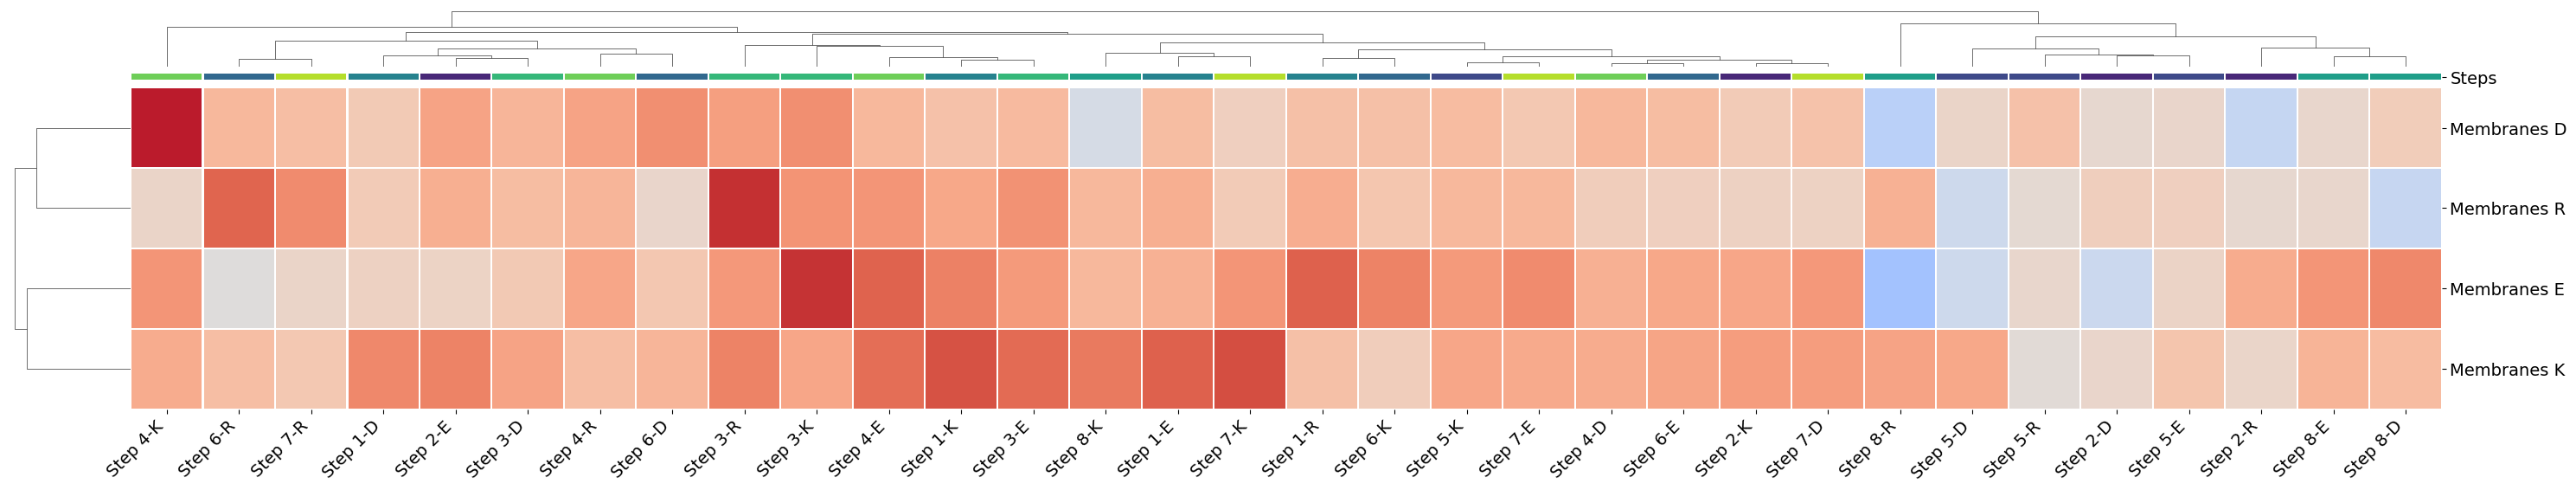 Steps
Membranes D
Membranes R
Membranes E
Membranes K
Step 4-K
Step 6-R
Step 7-R
Step 1-D
Step 2-E
Step 3-D
Step 4-R
Step 6-D
Step 3-R
Step 3-K
Step 4-E
Step 1-K
Step 3-E
Step 8-K
Step 1-E
Step 7-K
Step 1-R
Step 6-K
Step 5-K
Step 7-E
Step 4-D
Step 6-E
Step 2-K
Step 7-D
Step 8-R
Step 5-D
Step 5-R
Step 2-D
Step 5-E
Step 2-R
Step 8-E
Step 8-D